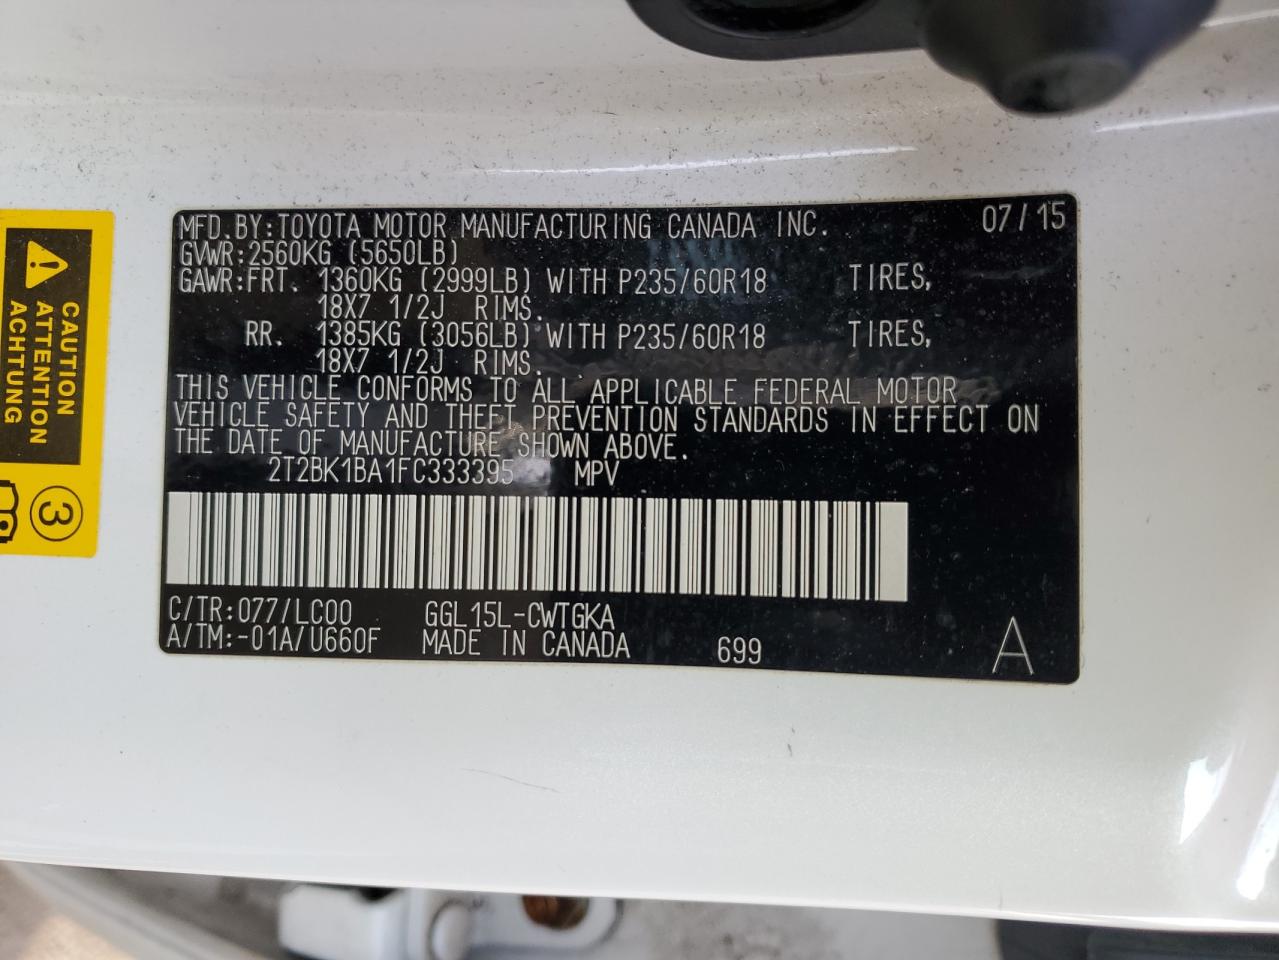 MFD.BY:TOYOTA MOTOR MANUFACTURING CANADA INC. 07/15
GVWR:2560KG (5650LB)
GAWR:FRT. 1360KG (2999LB) WITH P235/60R18 TIRES,
18X7 1/2J RIMS.
RR. 1385KG (3056LB) WITH P235/60R18 TIRES,
18X7 1/2J RIMS.
THIS VEHICLE CONFORMS TO ALL APPLICABLE FEDERAL MOTOR
VEHICLE SAFETY AND THEFT PREVENTION STANDARDS IN EFFECT ON
THE DATE OF MANUFACTURE SHOWN ABOVE.
2T2BK1BA1FC333395 MPV
C/TR:077/LC00 GGL15L-CWTGKA
A/TM:-01A/U660F MADE IN CANADA 699 A
CAUTION
ATTENTION
ACHTUNG
3